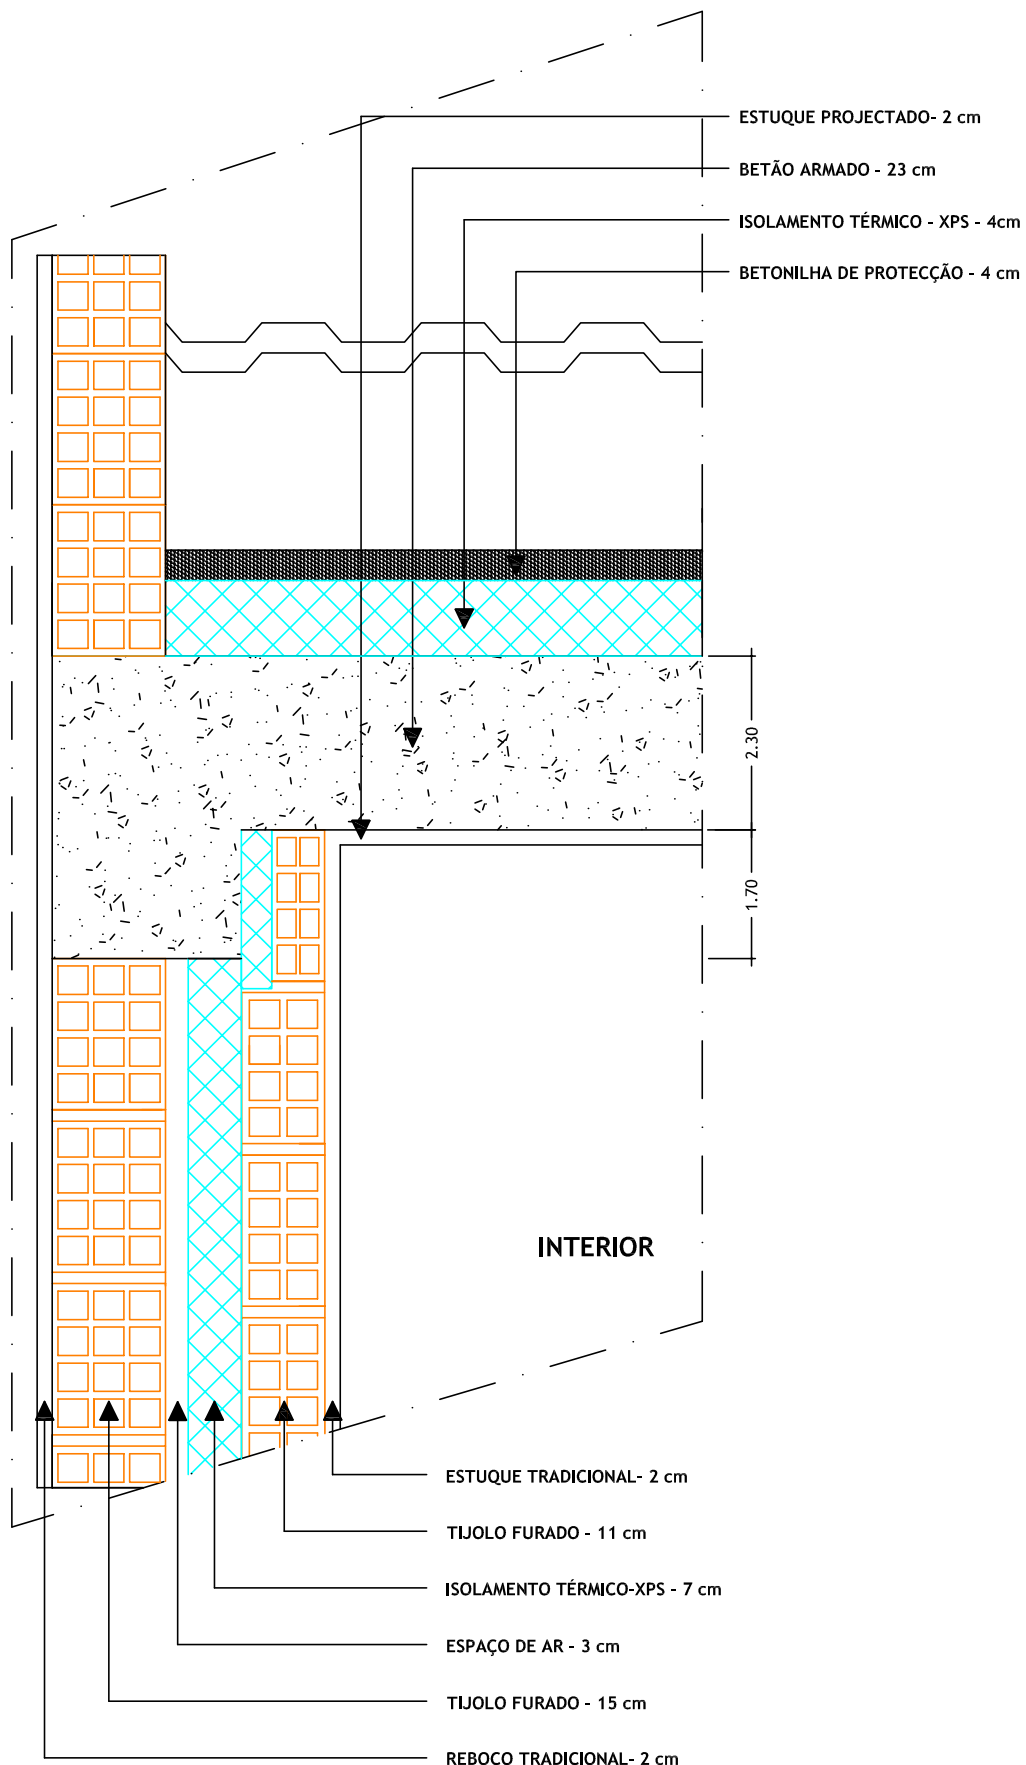 ESTUQUE PROJECTADO- 2 cm
BETÃO ARMADO - 23 cm
ISOLAMENTO TÉRMICO - XPS - 4cm
BETONILHA DE PROTECÇÃO - 4 cm
2.30
1.70
INTERIOR
ESTUQUE TRADICIONAL- 2 cm
TIJOLO FURADO - 11 cm
ISOLAMENTO TÉRMICO-XPS - 7 cm
ESPAÇO DE AR - 3 cm
TIJOLO FURADO - 15 cm
REBOCO TRADICIONAL- 2 cm